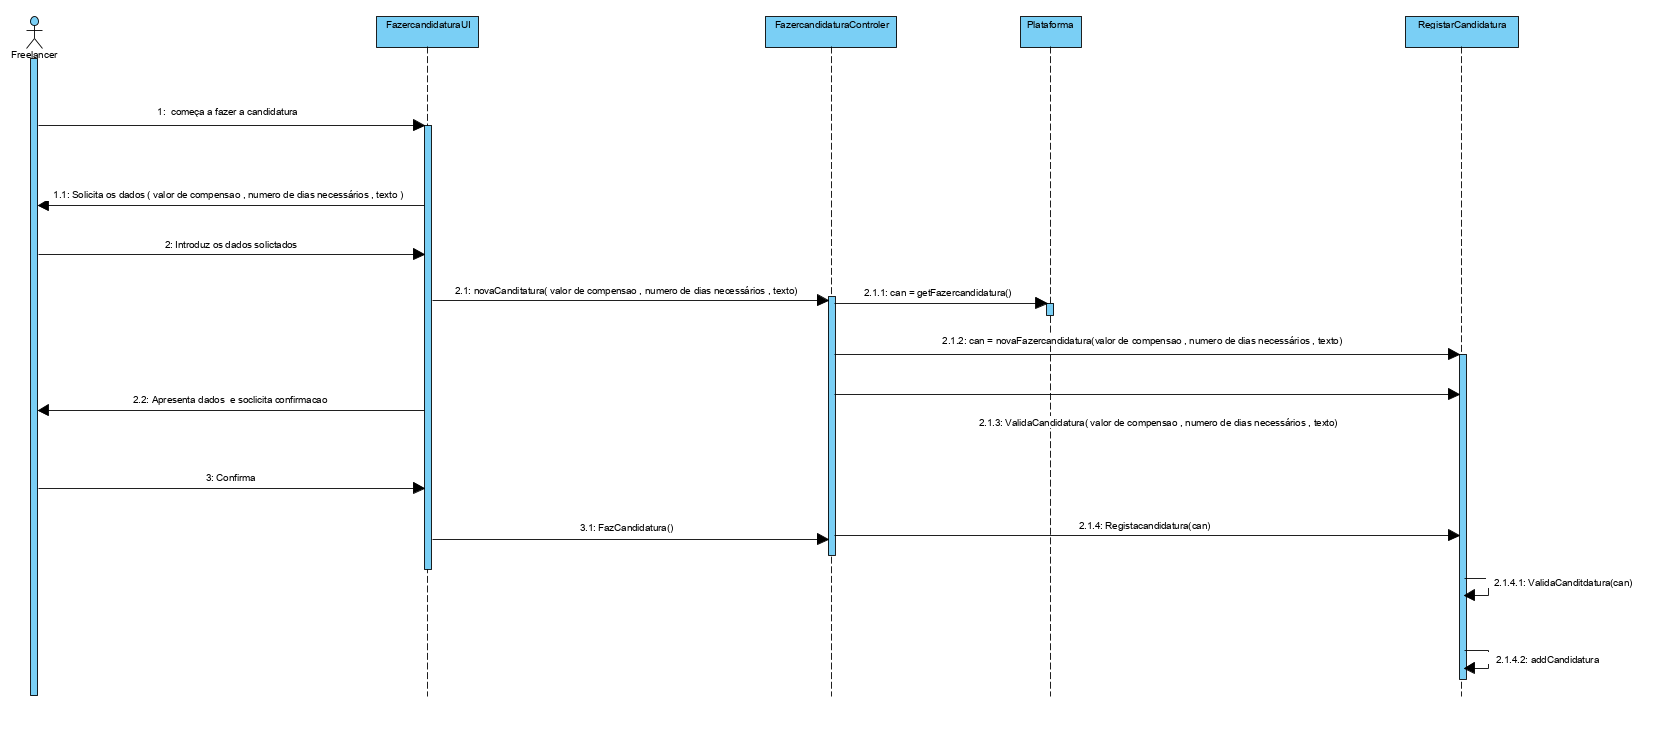 FazercandidaturaUI
FazercandidaturaControler
Plataforma
RegistarCandidatura
Freelancer
1: começa a fazer a candidatura
1.1: Solicita os dados ( valor de compensao , numero de dias necessários , texto )
2: Introduz os dados solictados
2.1: novaCanditatura( valor de compensao , numero de dias necessários , texto)
2.1.1: can = getFazercandidatura()
2.1.2: can = novaFazercandidatura(valor de compensao , numero de dias necessários , texto)
2.2: Apresenta dados e soclicita confirmacao
2.1.3: ValidaCandidatura( valor de compensao , numero de dias necessários , texto)
3: Confirma
3.1: FazCandidatura()
2.1.4: Registacandidatura(can)
2.1.4.1: ValidaCanditdatura(can)
2.1.4.2: addCandidatura